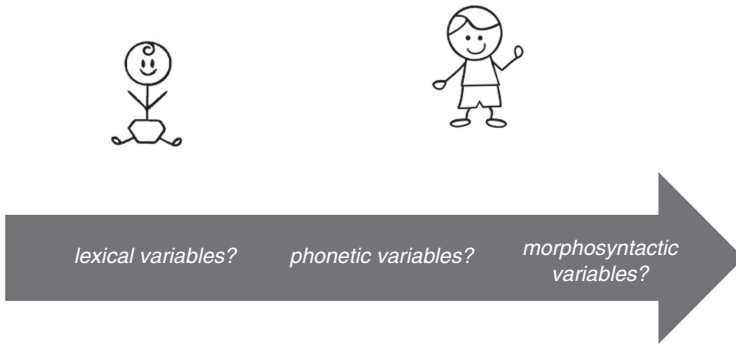 lexical variables?
phonetic variables?
morphosyntactic
variables?